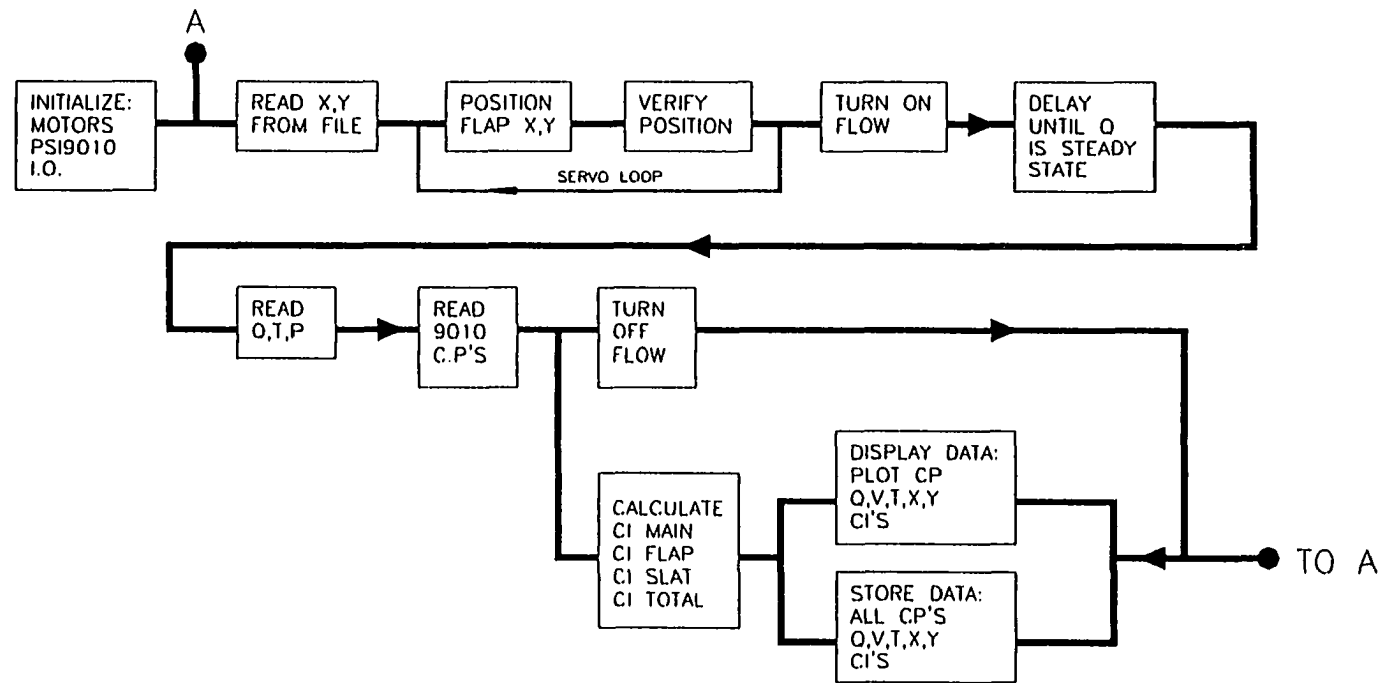 A
INITIALIZE:
MOTORS
PSI9010
I.O.
READ X,Y
FROM FILE
POSITION
FLAP X,Y
VERIFY
POSITION
SERVO LOOP
TURN ON
FLOW
DELAY
UNTIL Q
IS STEADY
STATE
READ
Q,T,P
READ
9010
C.P'S
TURN
OFF
FLOW
CALCULATE
Cl MAIN
Cl FLAP
Cl SLAT
Cl TOTAL
DISPLAY DATA:
PLOT CP
Q,V,T,X,Y
Cl'S
STORE DATA:
ALL CP'S
Q,V,T,X,Y
Cl'S
TO A